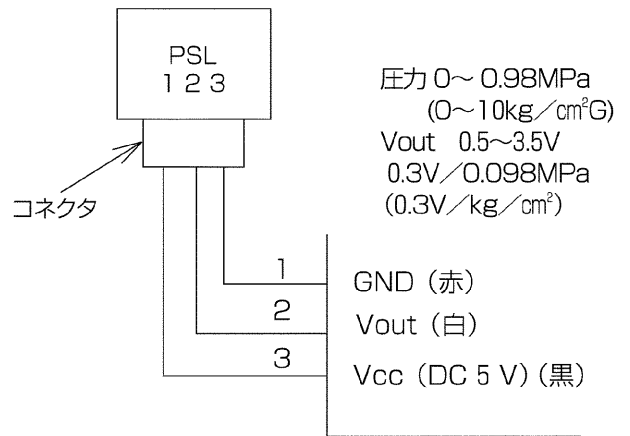 PSL
1 2 3
コネクタ
圧力 0～ 0.98MPa
(0～10kg／cm²G)
Vout 0.5～3.5V
0.3V／0.098MPa
(0.3V／kg／cm²)
1
GND（赤）
2
Vout（白）
3
Vcc（DC 5 V）（黒）